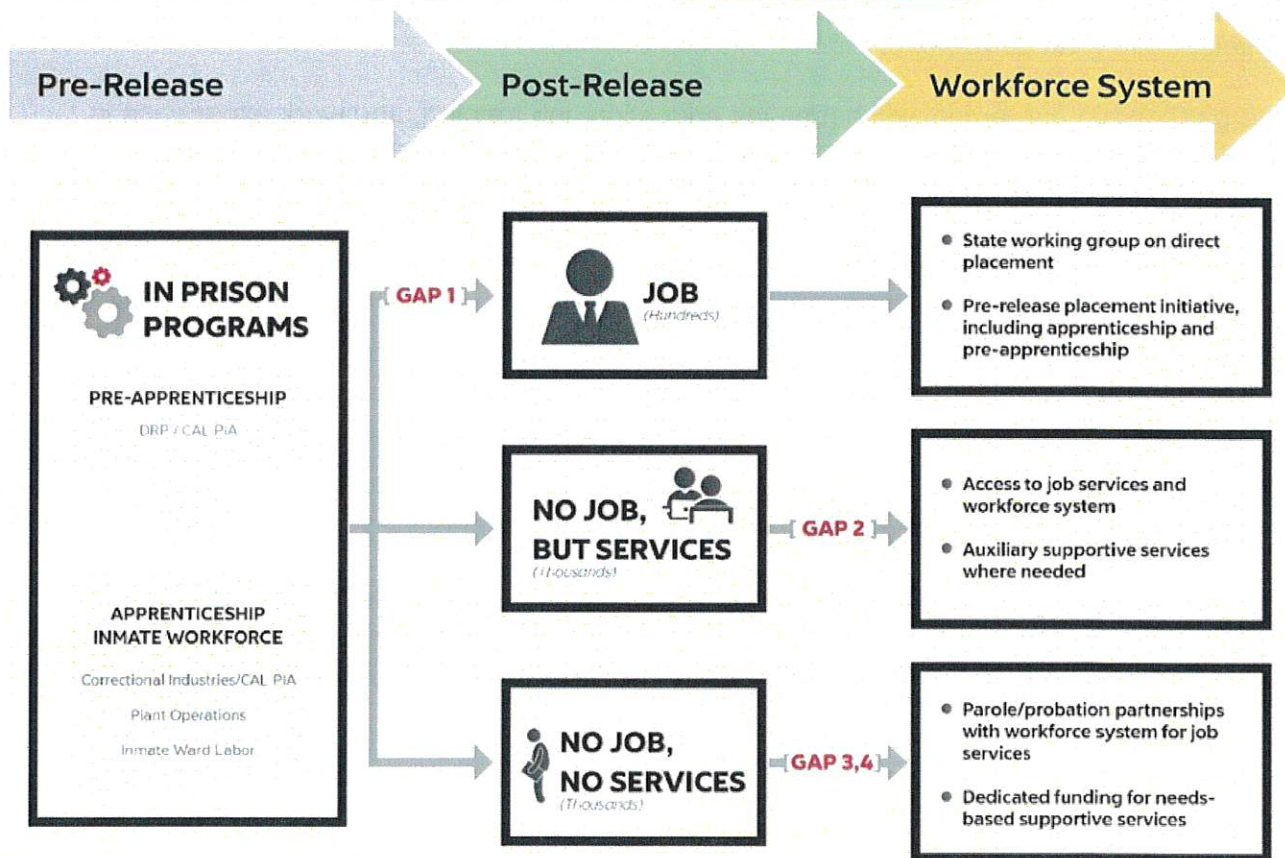 Pre-Release
Post-Release
Workforce System
IN PRISON
PROGRAMS
PRE-APPRENTICESHIP
DRP / CAL PiA
APPRENTICESHIP
INMATE WORKFORCE
Correctional Industries/CAL PiA
Plant Operations
Inmate Ward Labor
[ GAP 1 ]
JOB
(Hundreds)
• State working group on direct
placement
• Pre-release placement initiative,
including apprenticeship and
pre-apprenticeship
NO JOB,
BUT SERVICES
(Thousands)
[ GAP 2 ]
• Access to job services and
workforce system
• Auxiliary supportive services
where needed
NO JOB,
NO SERVICES
(Thousands)
[ GAP 3,4 ]
• Parole/probation partnerships
with workforce system for job
services
• Dedicated funding for needs-
based supportive services